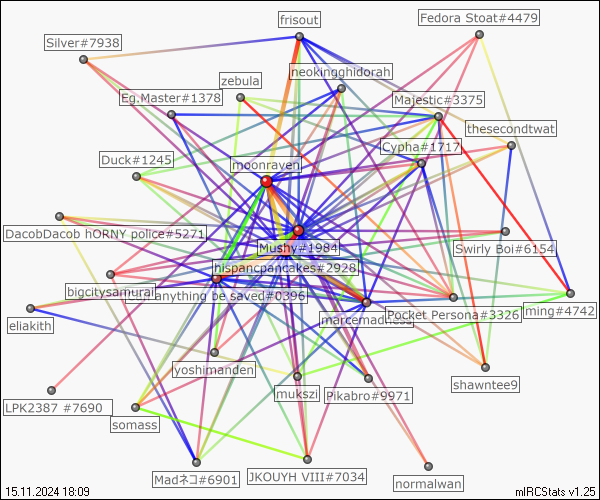 frisout
Fedora Stoat#4479
Silver#7938
neokingghidorah
zebula
Eg.Master#1378
Majestic#3375
thesecondtwat
Cypha#1717
Duck#1245
moonraven
DacobDacob hORNY police#5271
Mushy#1984
Swirly Boi#6154
hispancpancakes#2928
bigcitysamurai
anything be saved#0396
ming#4742
eliakith
marcemadness
Pocket Persona#3326
yoshimanden
shawntee9
mukszi
Pikabro#9971
LPK2387 #7690
somass
Madネコ#6901
JKOUYH VIII#7034
normalwan
15.11.2024 18:09
mIRCStats v1.25